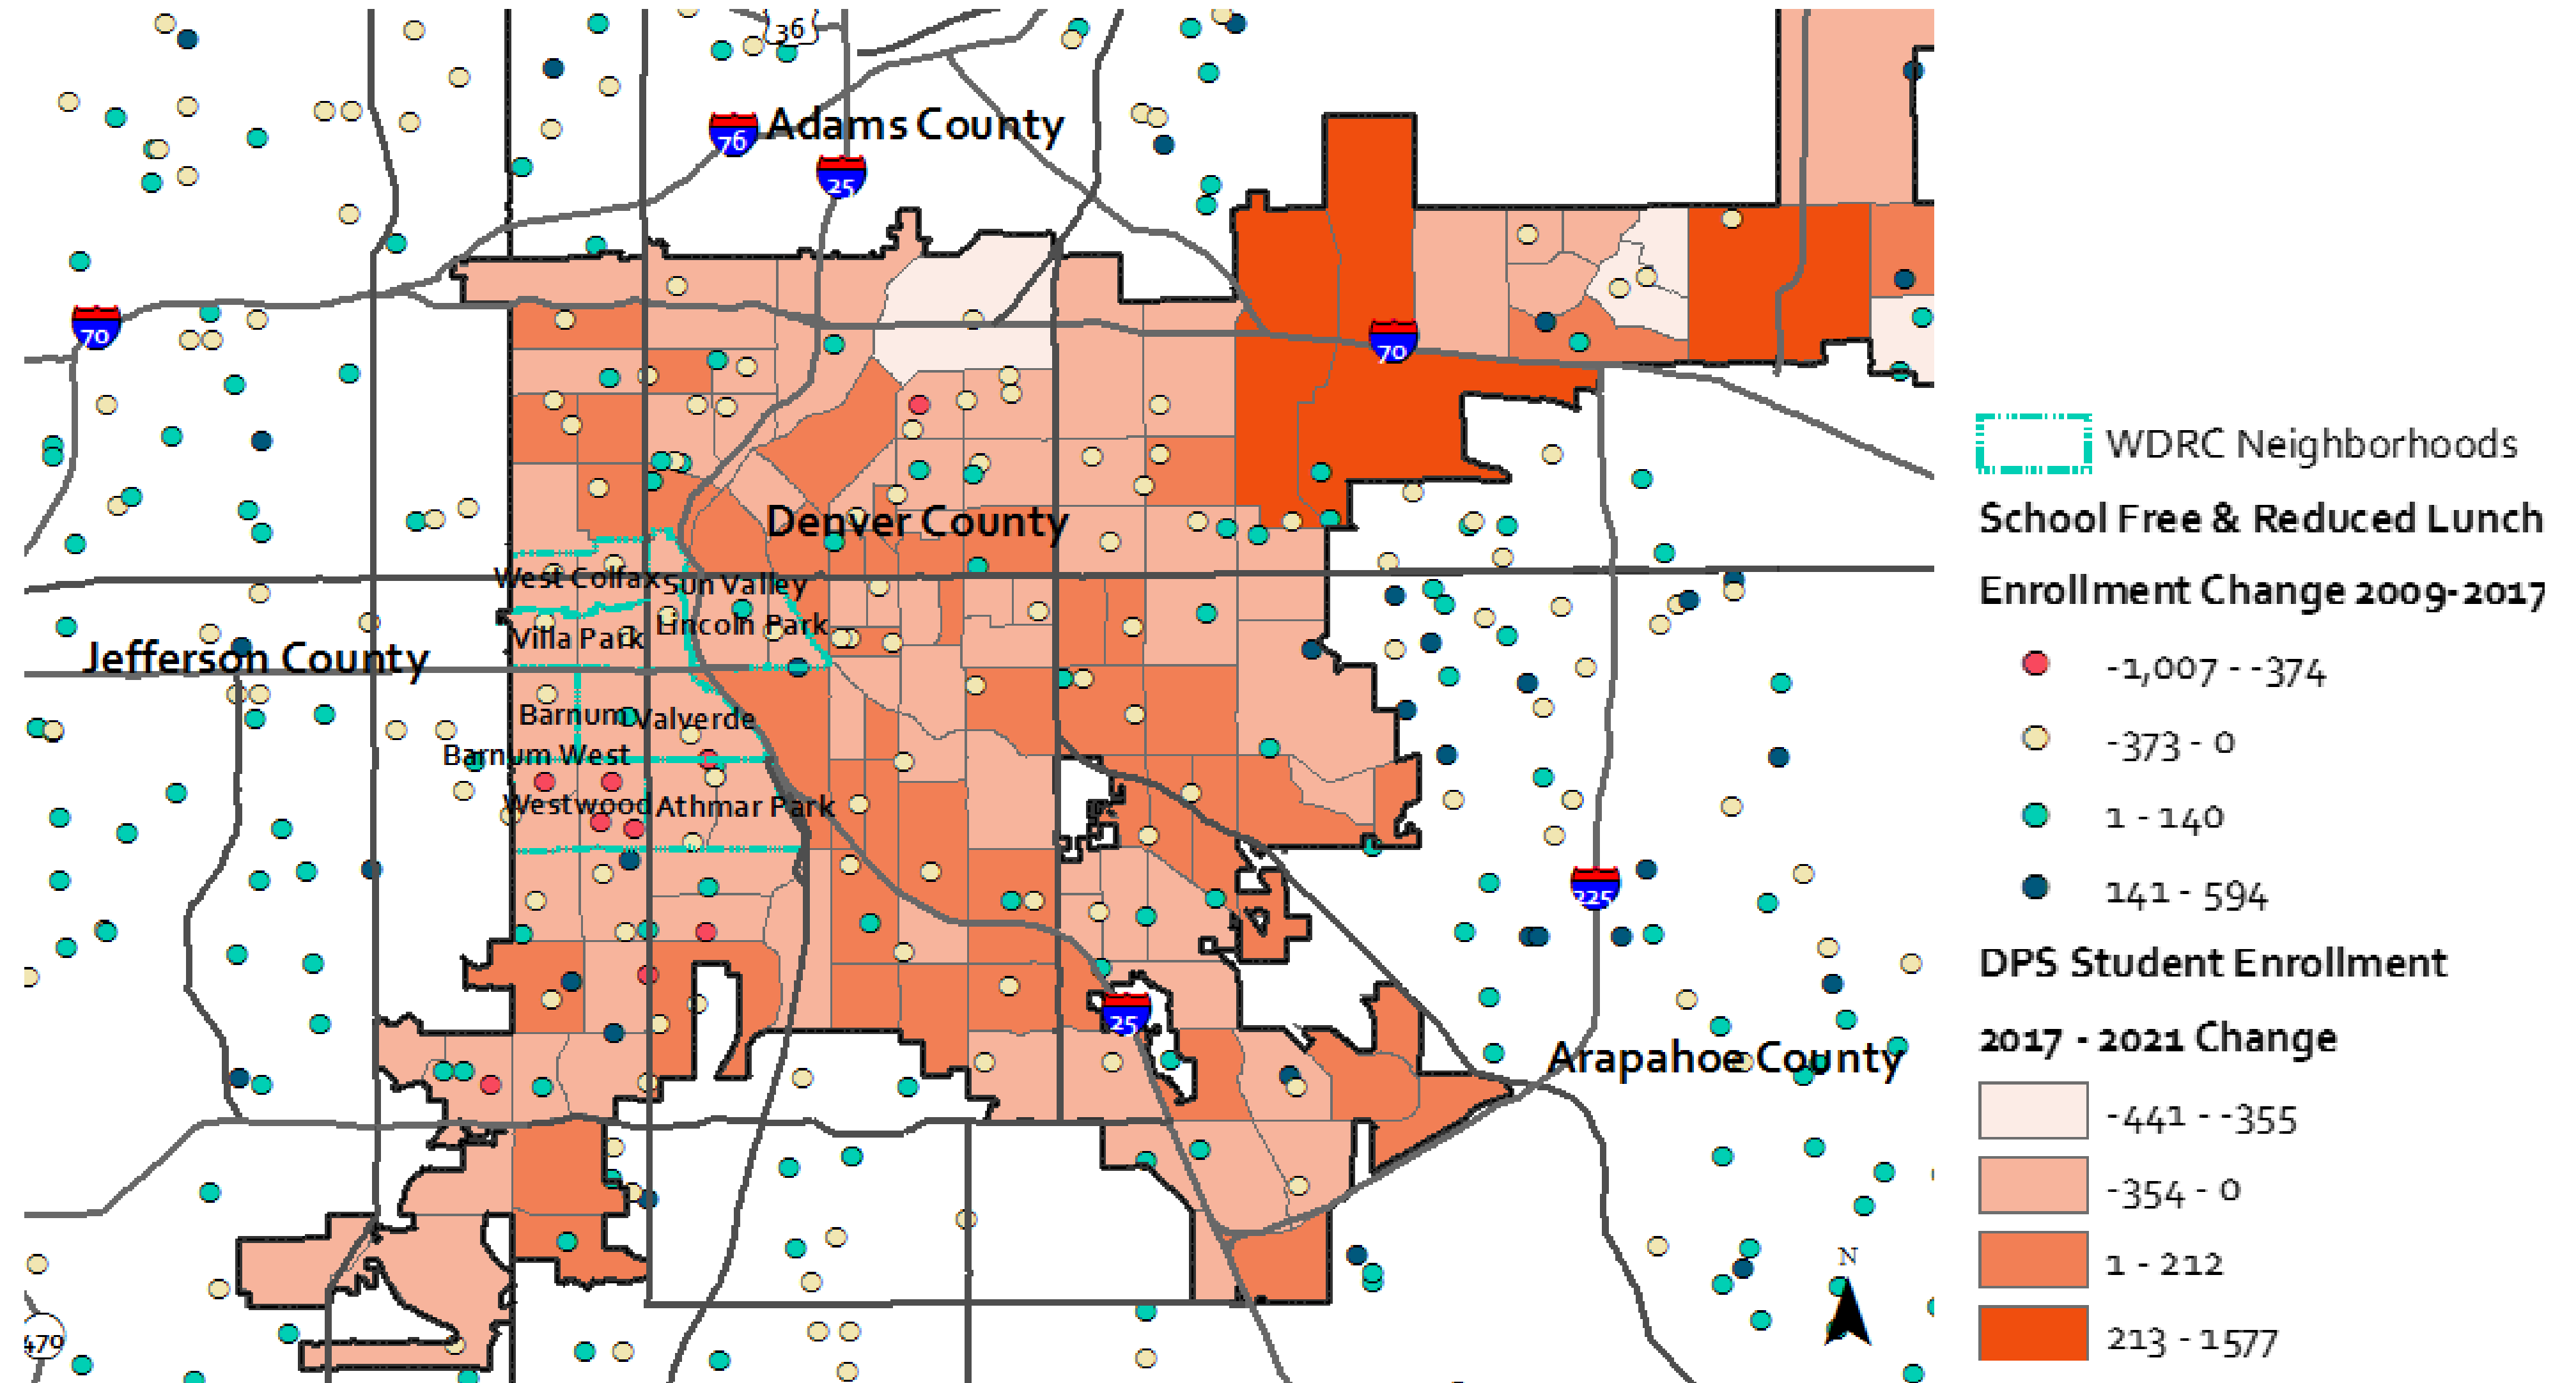 36
Adams County
76
25
70
70
Denver County
West Colfax
Sun Valley
Lincoln Park
Villa Park
Jefferson County
Barnum
Valverde
Barnum West
Westwood
Athmar Park
225
25
Arapahoe County
N
479
WDRC Neighborhoods
School Free & Reduced Lunch
Enrollment Change 2009-2017
-1,007 - -374
-373 - 0
1 - 140
141 - 594
DPS Student Enrollment
2017 - 2021 Change
-441 - -355
-354 - 0
1 - 212
213 - 1577